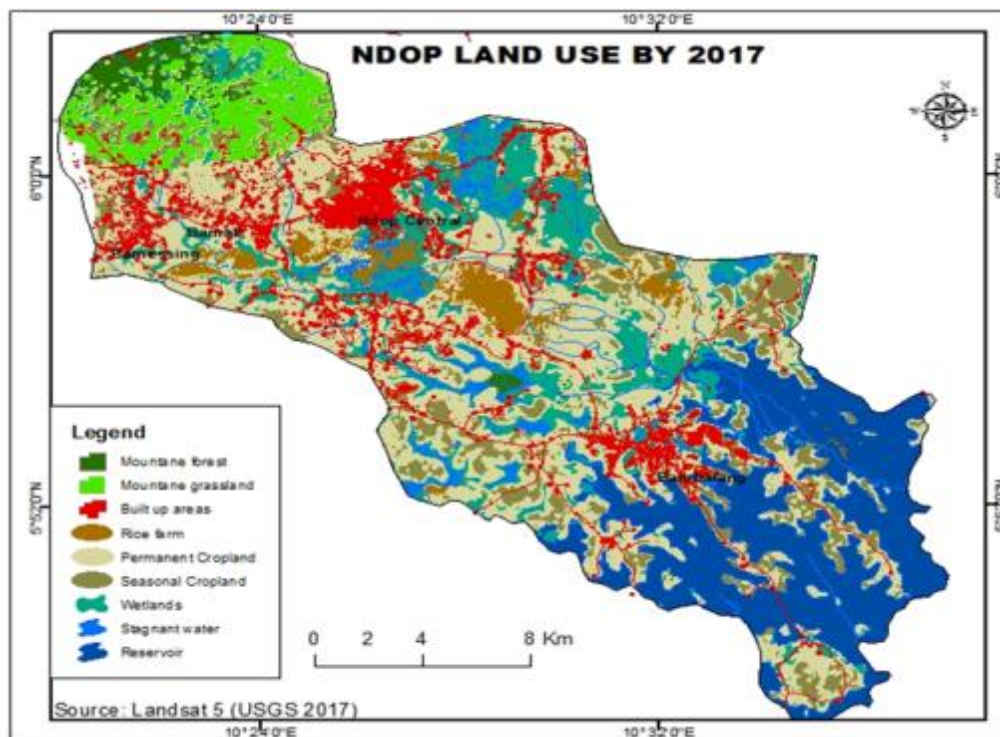 10°24'0"E 10°32'0"E
NDOP LAND USE BY 2017
N
S
6°0'0"N
Ndop Central
Bamessing
Legend
Mountane forest
Mountane grassland
Built up areas
Rice farm
Permanent Cropland
Seasonal Cropland
Wetlands
Stagnant water
Reservoir
5°52'0"N
0 2 4 8 Km
Source: Landsat 5 (USGS 2017)
10°24'0"E 10°32'0"E